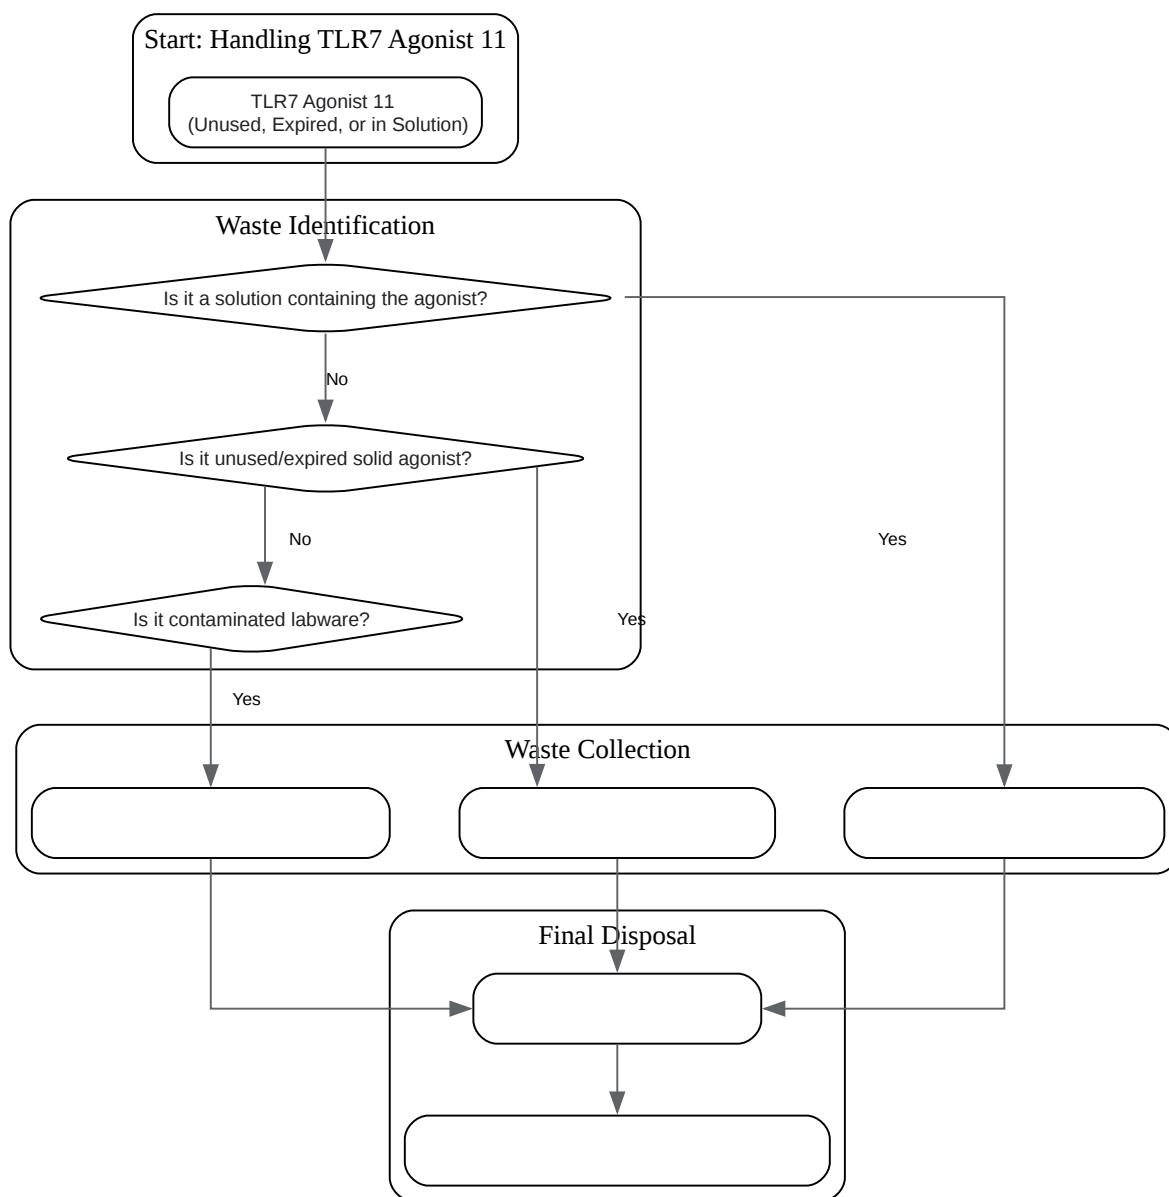 Start: Handling TLR7 Agonist 11
TLR7 Agonist 11
(Unused, Expired, or in Solution)
Waste Identification
Is it a solution containing the agonist?
No
Is it unused/expired solid agonist?
No
Yes
Is it contaminated labware?
Yes
Yes
Waste Collection
Final Disposal